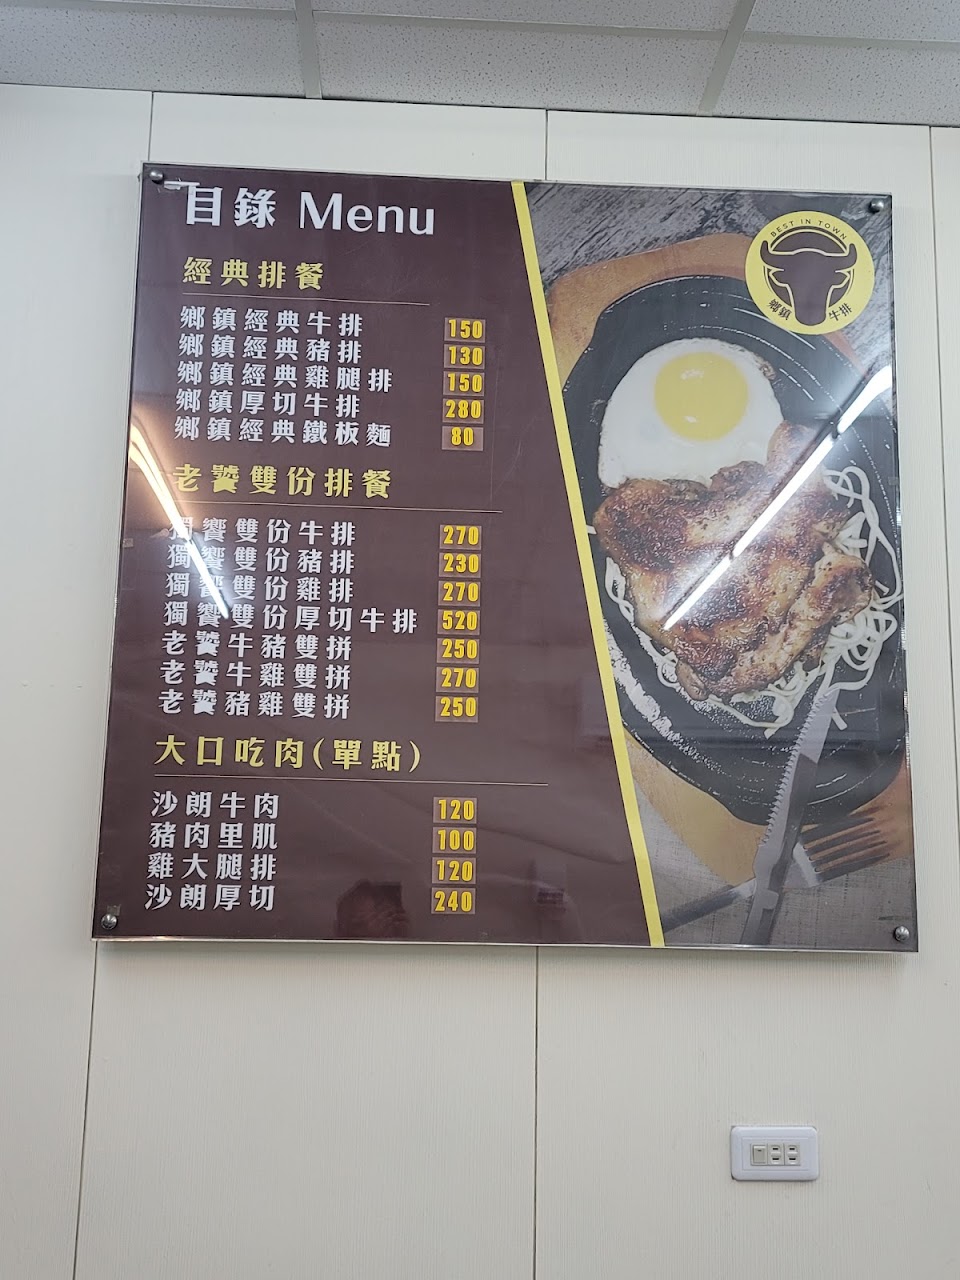 目錄 Menu
經典排餐
鄉鎮經典牛排 150
鄉鎮經典豬排 130
鄉鎮經典雞腿排 150
鄉鎮厚切牛排 280
鄉鎮經典鐵板麵 80
老饕雙份排餐
獨饗雙份牛排 270
獨饗雙份豬排 230
獨饗雙份雞排 270
獨饗雙份厚切牛排 520
老饕牛豬雙拼 250
老饕牛雞雙拼 270
老饕豬雞雙拼 250
大口吃肉(單點)
沙朗牛肉 120
豬肉里肌 100
雞大腿排 120
沙朗厚切 240
BEST IN TOWN
鄉鎮 牛排